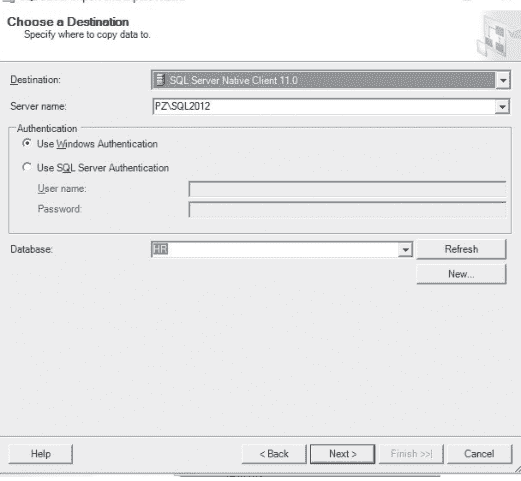 Choose a Destination
Specify where to copy data to.
Destination: SQL Server Native Client 11.0
Server name: PZ\SQL2012
Authentication
Use Windows Authentication
Use SQL Server Authentication
User name:
Password:
Database: HR Refresh
New...
Help < Back Next > Finish >>| Cancel